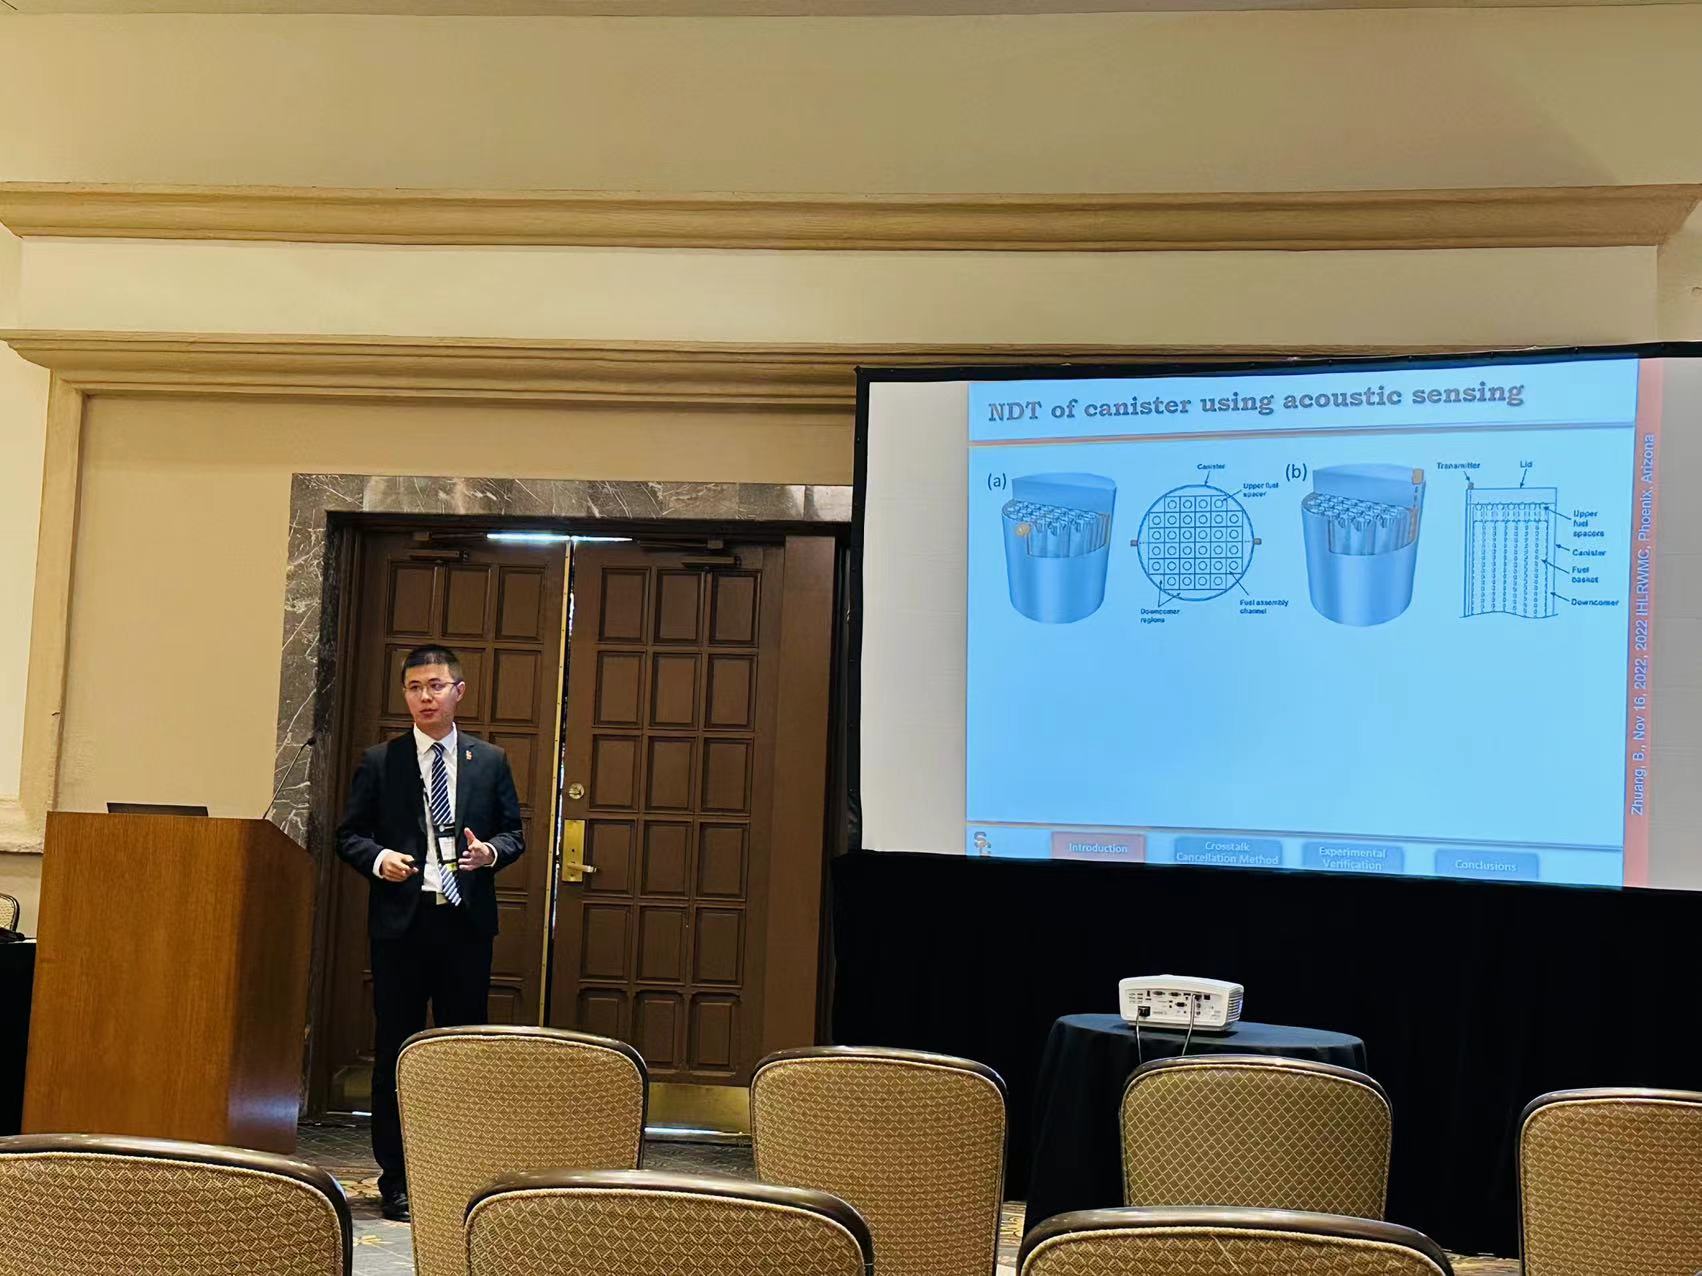 NDT of canister using acoustic sensing
(a)
Canister
Upper fuel
spacer
Downcomer
regions
Fuel assembly
channel
(b)
Transmitter
Lid
Upper
fuel
spacers
Canister
Fuel
basket
Downcomer
Zhuang, B., Nov 16, 2022, 2022 IHLRWMC, Phoenix, Arizona
Introduction
Crosstalk
Cancellation Method
Experimental
Verification
Conclusions